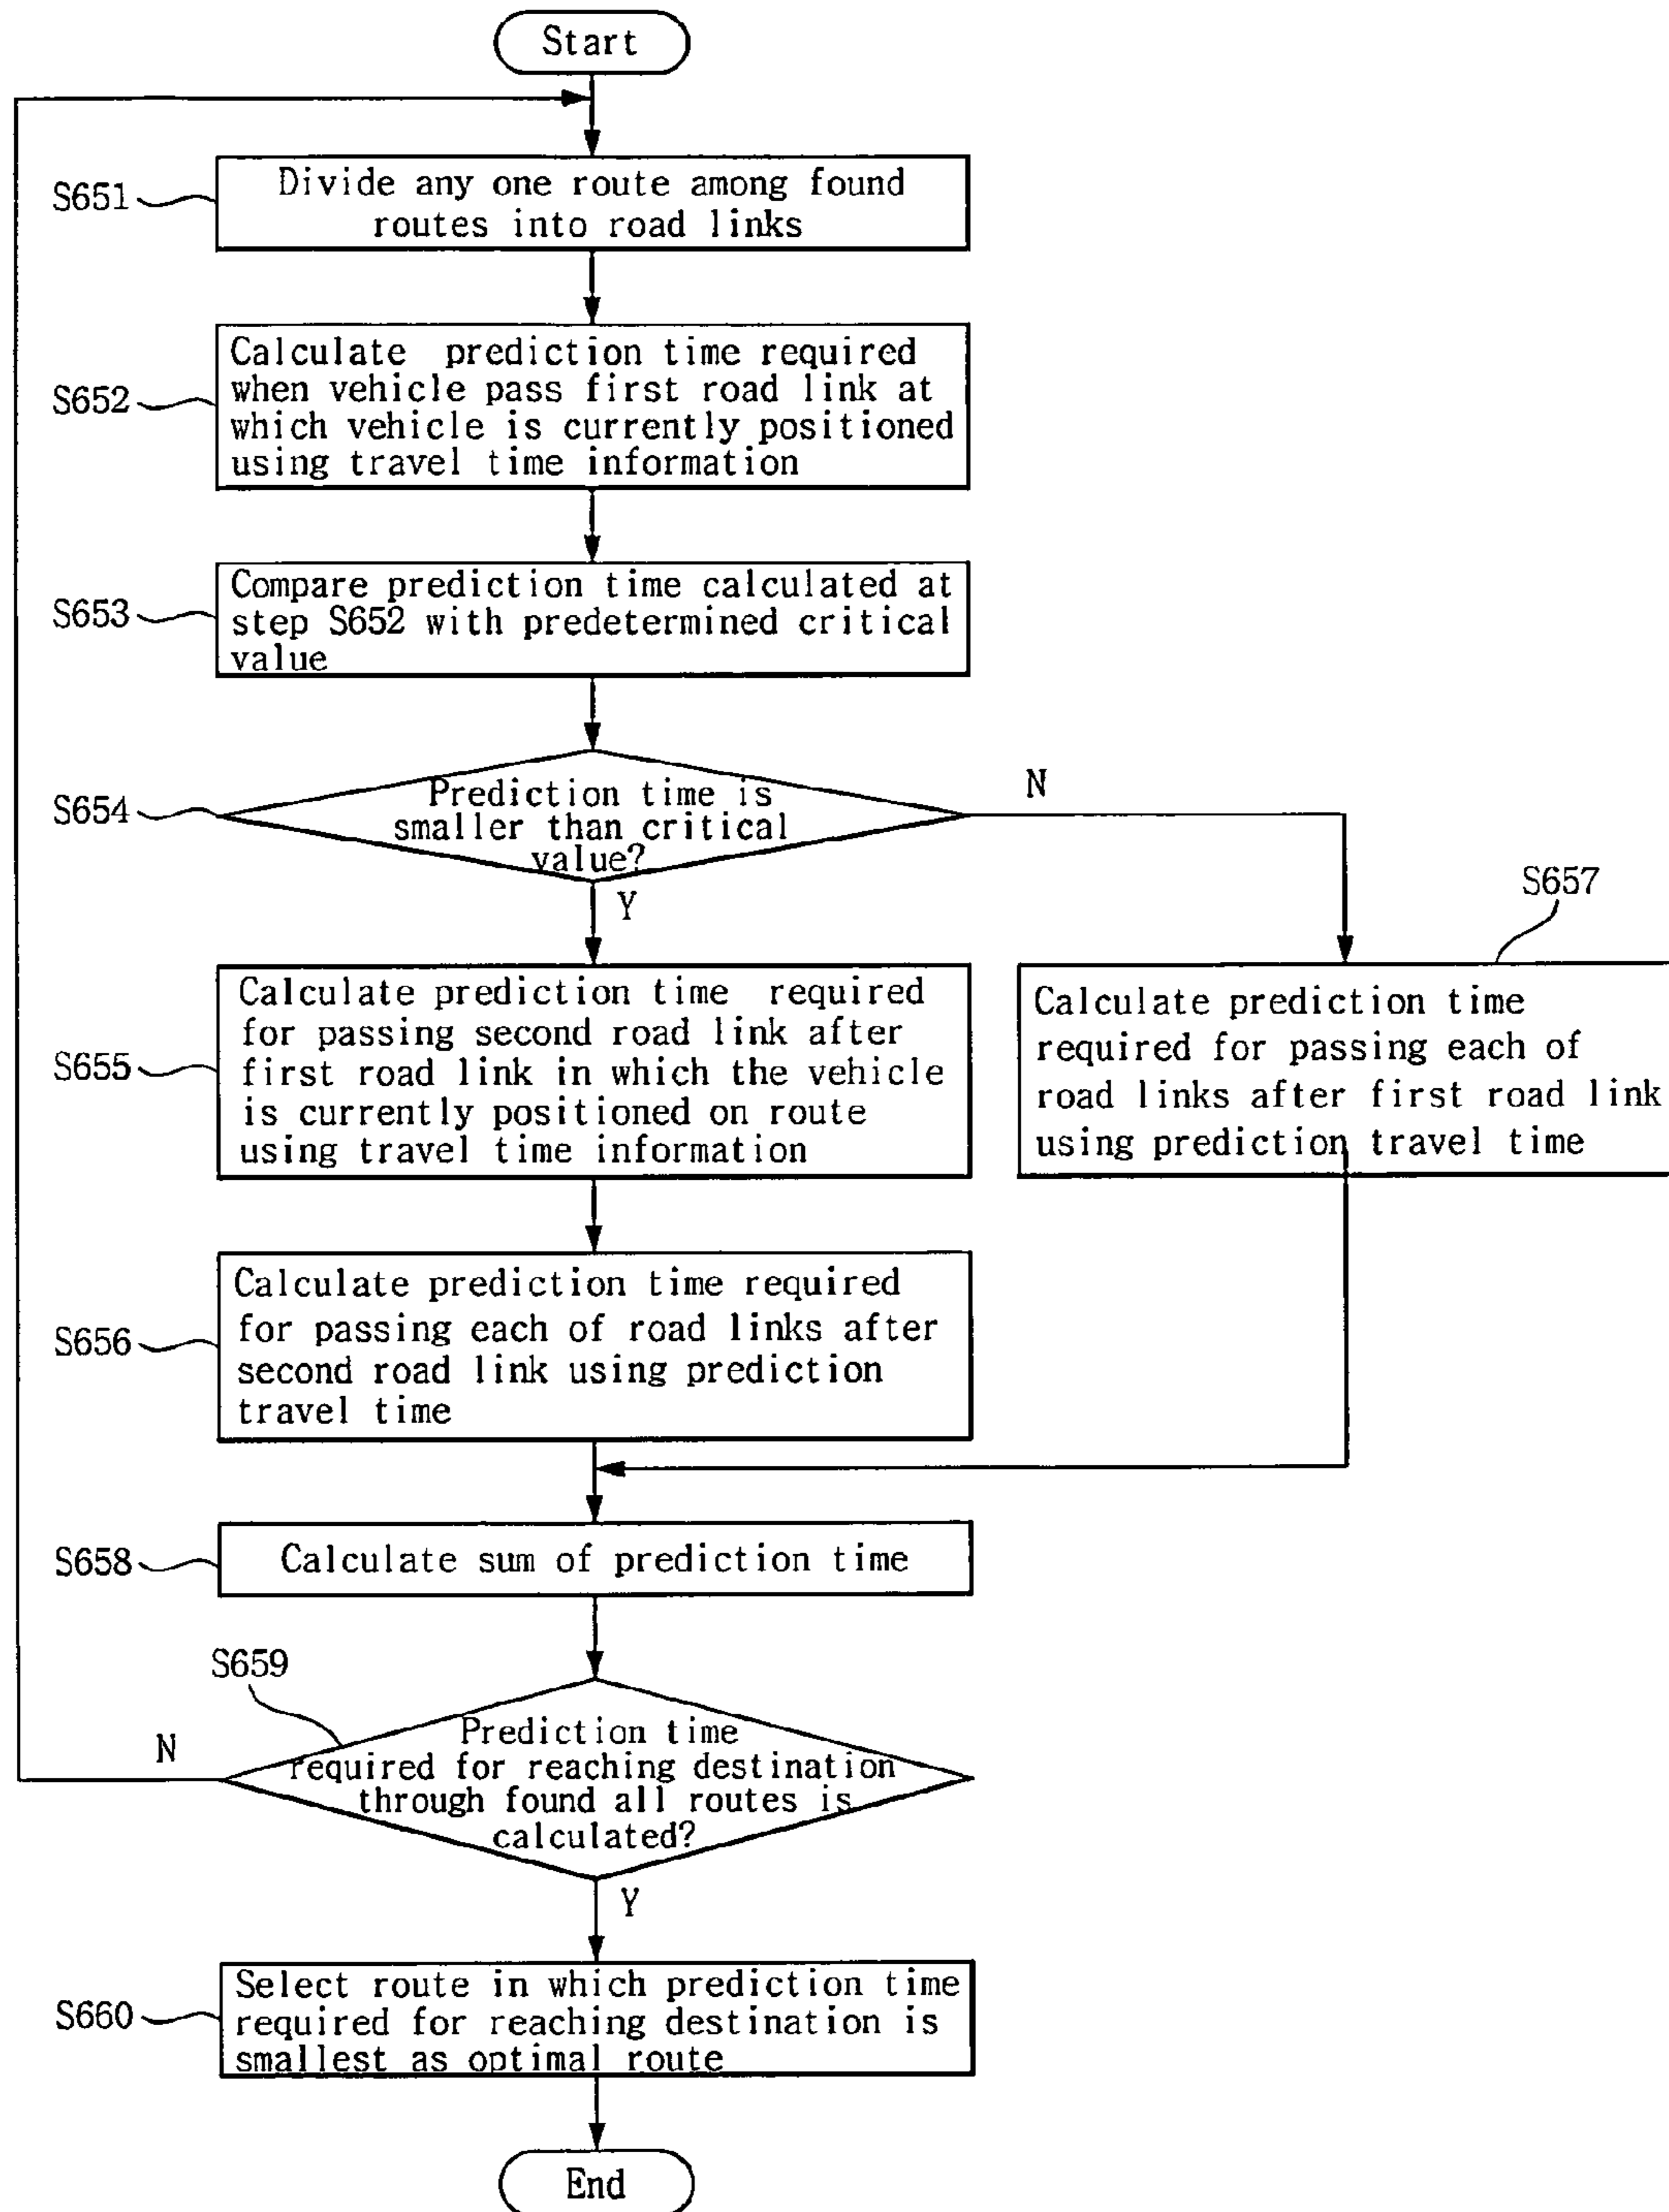 Start
S651
Divide any one route among found
routes into road links
S652
Calculate prediction time required
when vehicle pass first road link at
which vehicle is currently positioned
using travel time information
S653
Compare prediction time calculated at
step S652 with predetermined critical
value
S654
Prediction time is
smaller than critical
value?
N
Y
S655
Calculate prediction time required
for passing second road link after
first road link in which the vehicle
is currently positioned on route
using travel time information
S657
Calculate prediction time
required for passing each of
road links after first road link
using prediction travel time
S656
Calculate prediction time required
for passing each of road links after
second road link using prediction
travel time
S658
Calculate sum of prediction time
S659
Prediction time
required for reaching destination
through found all routes is
calculated?
N
Y
S660
Select route in which prediction time
required for reaching destination is
smallest as optimal route
End